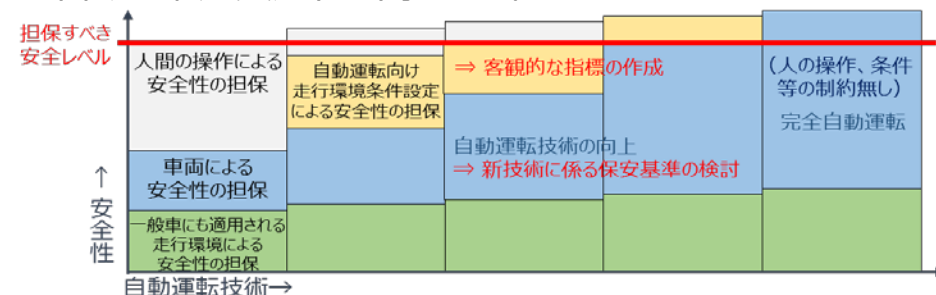 担保すべき
安全レベル
人間の操作による
安全性の担保
自動運転向け
走行環境条件設定
による安全性の担保
⇒ 客観的な指標の作成
(人の操作、条件
等の制約無し)
完全自動運転
自動運転技術の向上
⇒ 新技術に係る保安基準の検討
車両による
安全性の担保
一般車にも適用される
走行環境による
安全性の担保
↑安全性
自動運転技術→